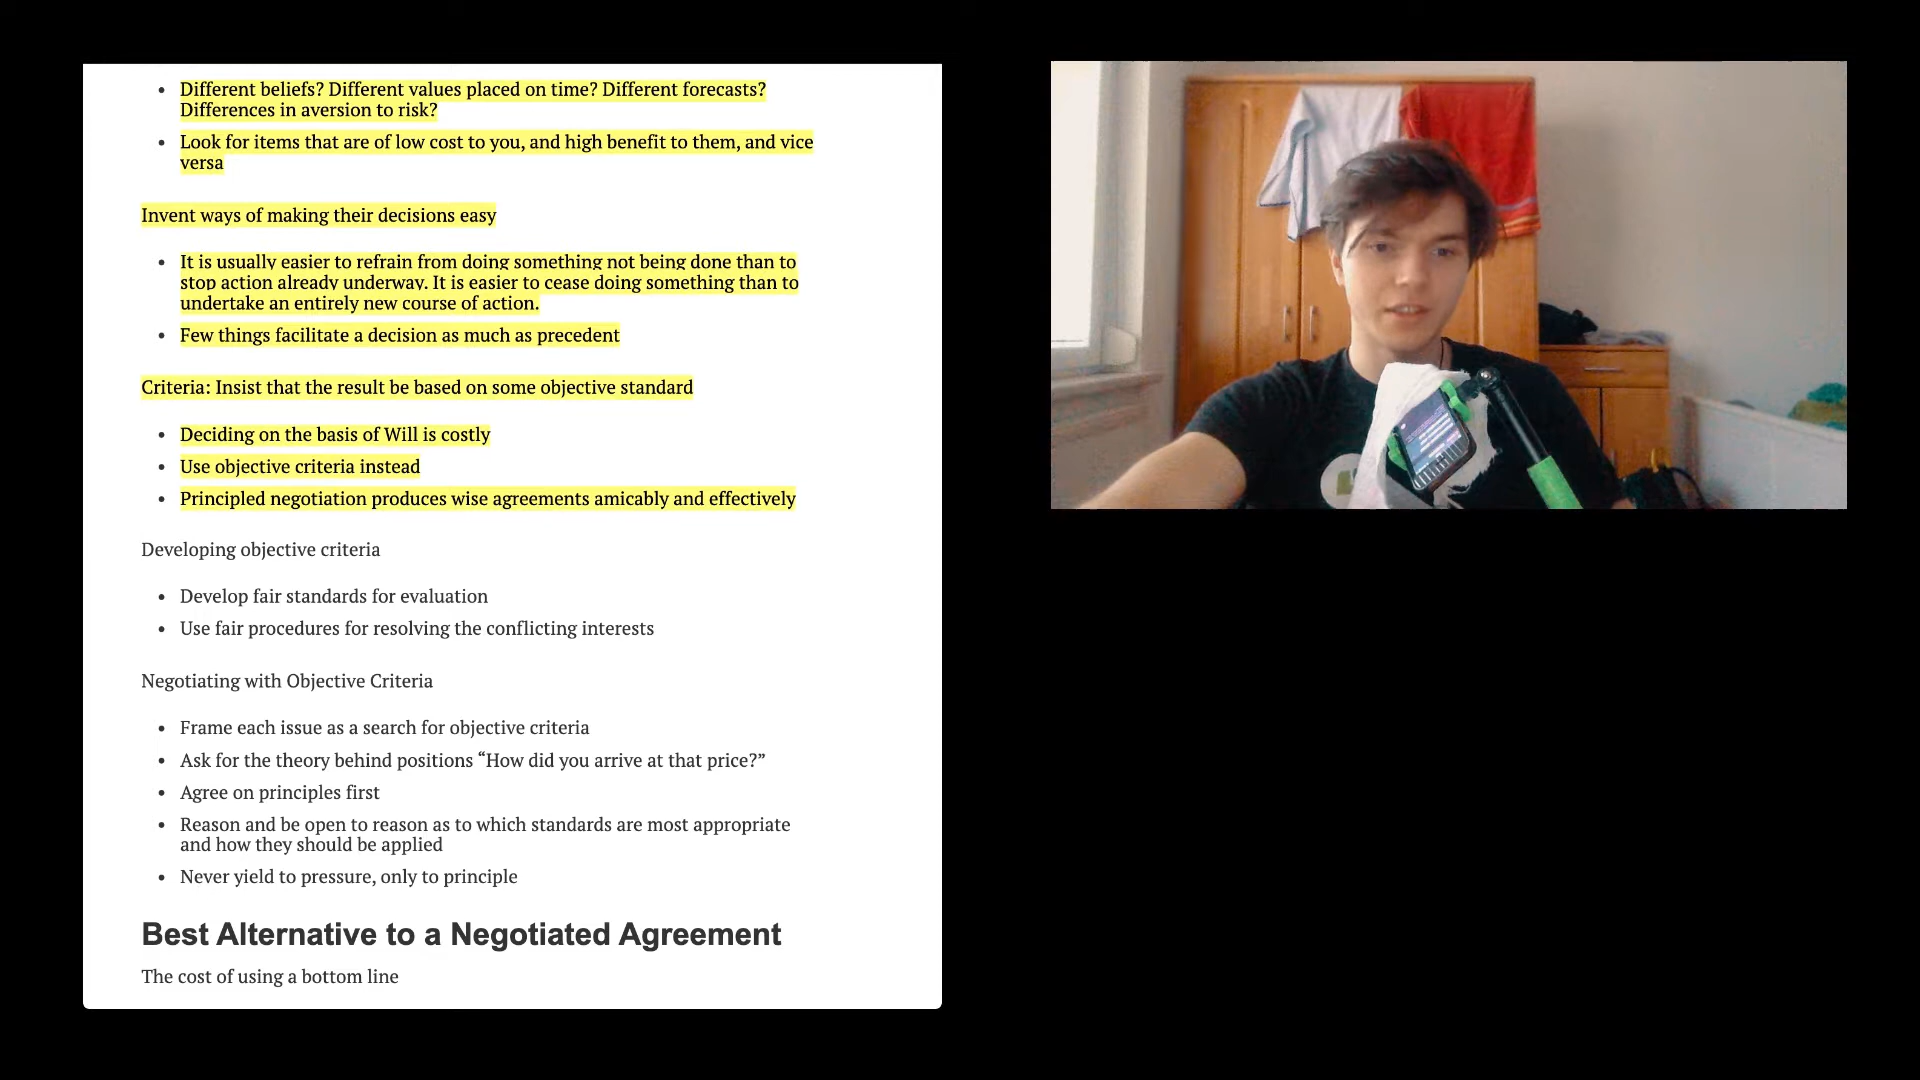 Different beliefs? Different values placed on time? Different forecasts?
Differences in aversion to risk?
Look for items that are of low cost to you, and high benefit to them, and vice
versa
Invent ways of making their decisions easy
It is usually easier to refrain from doing something not being done than to
stop action already underway. It is easier to cease doing something than to
undertake an entirely new course of action.
Few things facilitate a decision as much as precedent
Criteria: Insist that the result be based on some objective standard
Deciding on the basis of Will is costly
Use objective criteria instead
Principled negotiation produces wise agreements amicably and effectively
Developing objective criteria
Develop fair standards for evaluation
Use fair procedures for resolving the conflicting interests
Negotiating with Objective Criteria
Frame each issue as a search for objective criteria
Ask for the theory behind positions “How did you arrive at that price?”
Agree on principles first
Reason and be open to reason as to which standards are most appropriate
and how they should be applied
Never yield to pressure, only to principle
Best Alternative to a Negotiated Agreement
The cost of using a bottom line